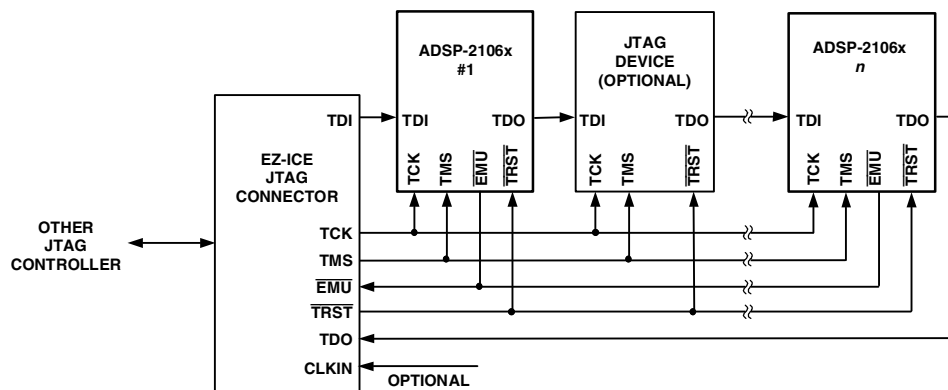 ADSP-2106x
#1
JTAG
DEVICE
(OPTIONAL)
ADSP-2106x
n
TDI
TDI
TDO
TDI
TDO
TDI
TDO
EZ-ICE
JTAG
CONNECTOR
TCK
TMS
EMU
TRST
TCK
TMS
TRST
TCK
TMS
EMU
TRST
OTHER
JTAG
CONTROLLER
TCK
TMS
EMU
TRST
TDO
CLKIN
OPTIONAL